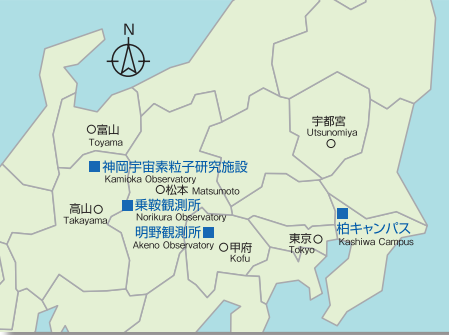 N
宇都宮
Utsunomiya
富山
Toyama
神岡宇宙素粒子研究施設
Kamioka Observatory
松本 Matsumoto
高山
Takayama
乗鞍観測所
Norikura Observatory
明野観測所
Akeno Observatory
甲府
Kofu
東京
Tokyo
柏キャンパス
Kashiwa Campus